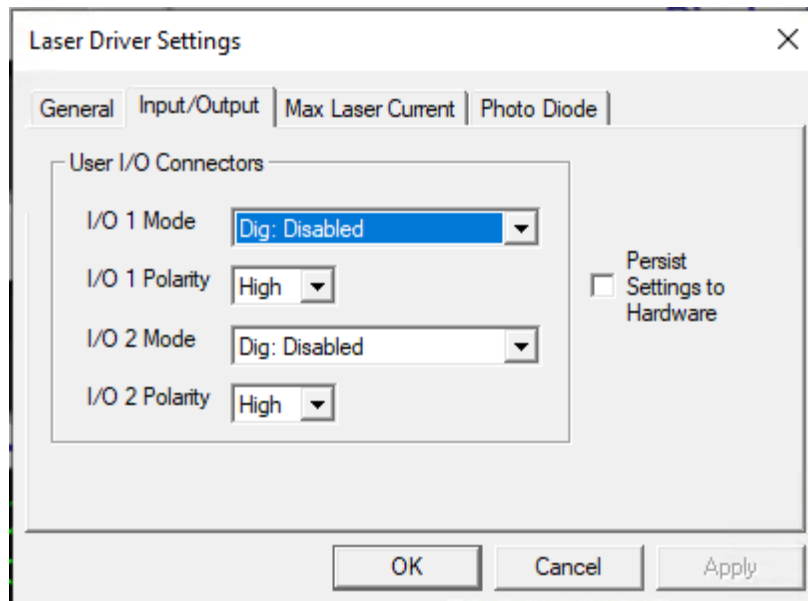 Laser Driver Settings
General Input/Output Max Laser Current Photo Diode
User I/O Connectors
I/O 1 Mode Dig: Disabled
I/O 1 Polarity High
I/O 2 Mode Dig: Disabled
I/O 2 Polarity High
Persist
Settings to
Hardware
OK Cancel Apply